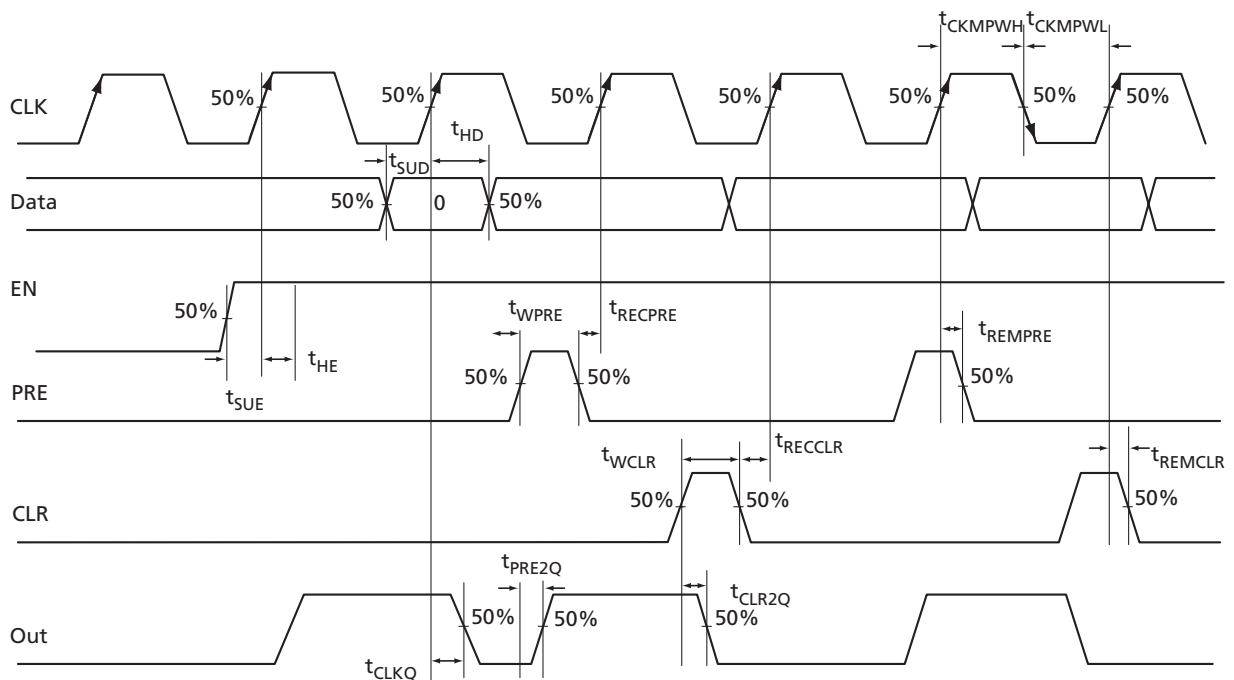 tCKMPWH tCKMPWL
CLK
50%
50%
50%
50%
50%
50%
50%
tHD
tSUD
Data
50%
0
50%
EN
50%
tHE
tSUE
tWPRE
tRECPRE
tREMPRE
PRE
50%
50%
50%
tWCLR
tRECCLR
tREMCLR
CLR
50%
50%
50%
tPRE2Q
tCLR2Q
Out
50%
50%
50%
tCLKQ